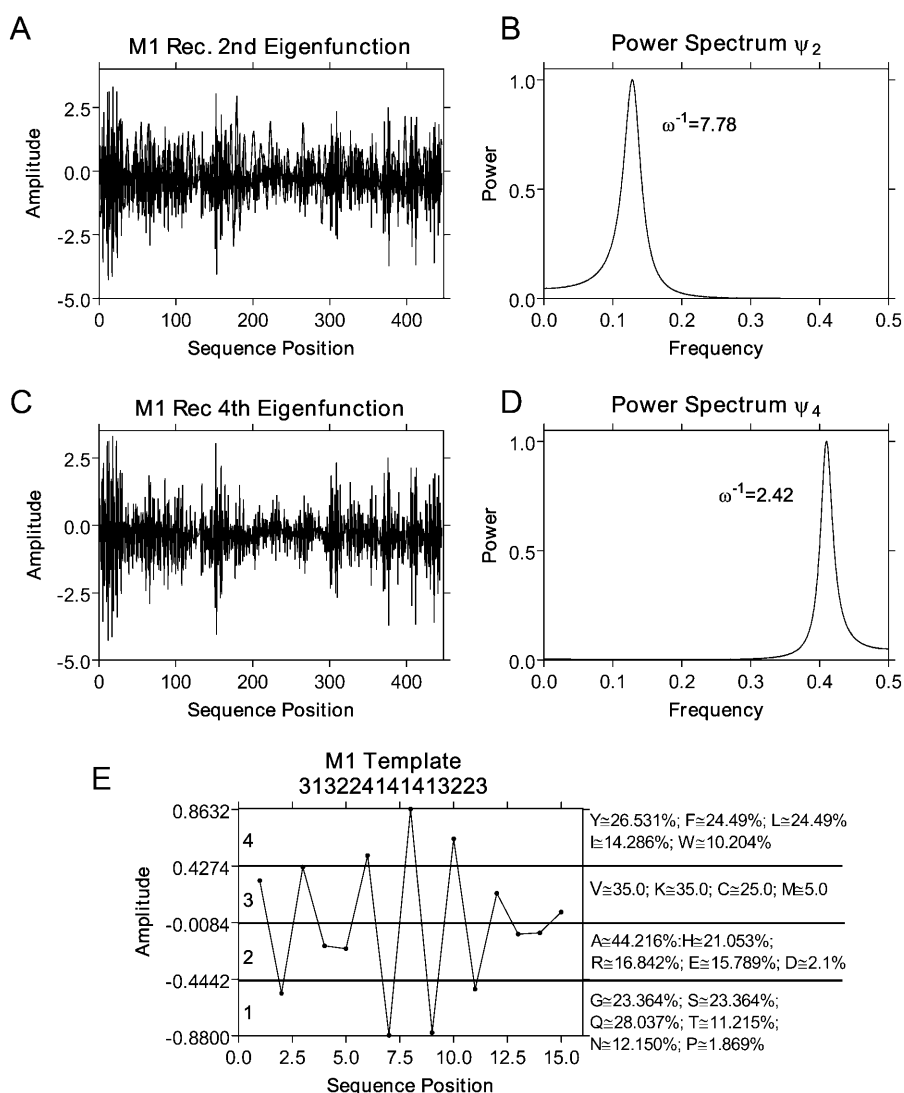 A
M1 Rec. 2nd Eigenfunction
Amplitude
2.5
0.0
-2.5
-5.0
0 100 200 300 400
Sequence Position
B
Power Spectrum ψ2
ω-1=7.78
Power
1.0
0.5
0.0
0.0 0.1 0.2 0.3 0.4 0.5
Frequency
C
M1 Rec 4th Eigenfunction
Amplitude
2.5
0.0
-2.5
-5.0
0 100 200 300 400
Sequence Position
D
Power Spectrum ψ4
ω-1=2.42
Power
1.0
0.5
0.0
0.0 0.1 0.2 0.3 0.4 0.5
Frequency
E
M1 Template
313224141413223
Amplitude
0.8632
0.4274
-0.0084
-0.4442
-0.8800
4
3
2
1
0.0 2.5 5.0 7.5 10.0 12.5 15.0
Sequence Position
Y≅26.531%; F≅24.49%; L≅24.49%
I≅14.286%; W≅10.204%
V≅35.0; K≅35.0; C≅25.0; M≅5.0
A≅44.216%:H≅21.053%;
R≅16.842%; E≅15.789%; D≅2.1%
G≅23.364%; S≅23.364%;
Q≅28.037%; T≅11.215%;
N≅12.150%; P≅1.869%